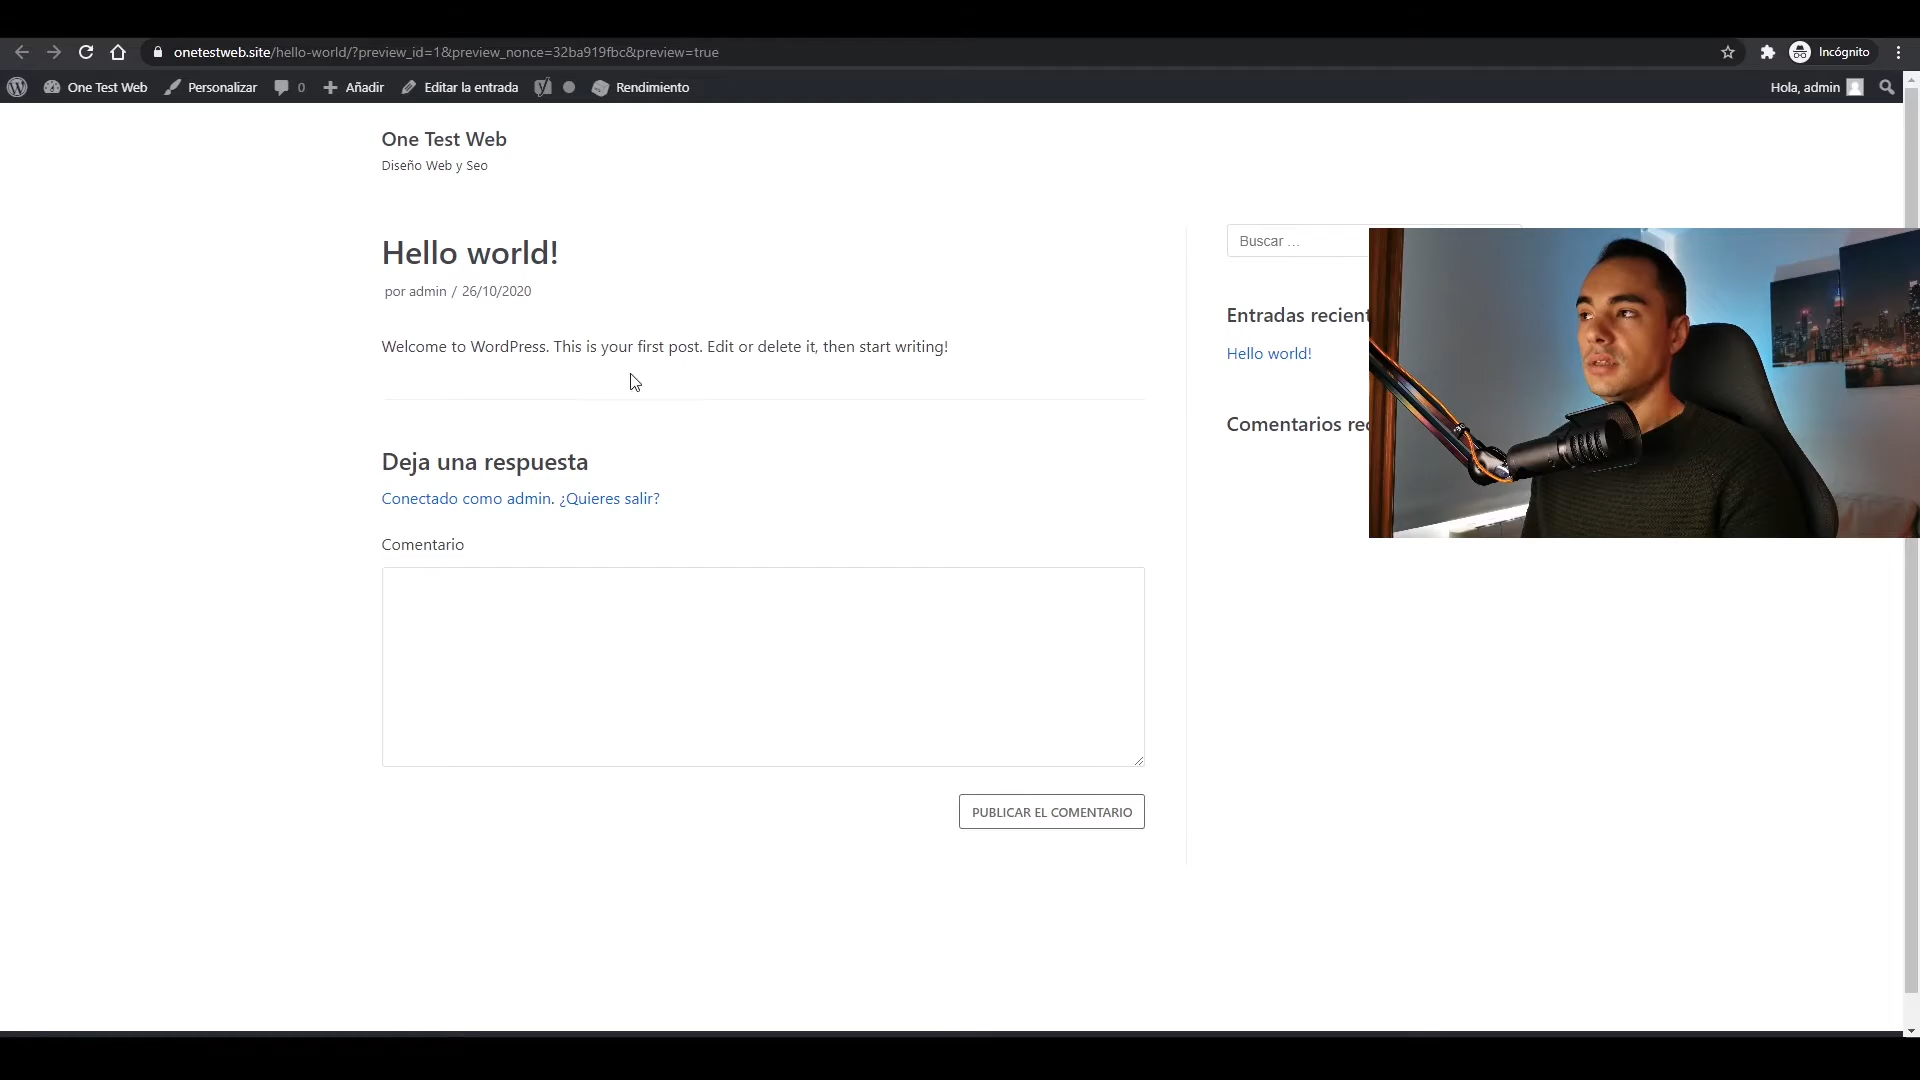 onetestweb.site/hello-world/?preview_id=1&preview_nonce=32ba919fbc&preview=true
Incógnito
One Test Web
Personalizar
0
Añadir
Editar la entrada
Rendimiento
Hola, admin
One Test Web
Diseño Web y Seo
Hello world!
por admin / 26/10/2020
Welcome to WordPress. This is your first post. Edit or delete it, then start writing!
Deja una respuesta
Conectado como admin. ¿Quieres salir?
Comentario
PUBLICAR EL COMENTARIO
Buscar …
Entradas recient
Hello world!
Comentarios rec